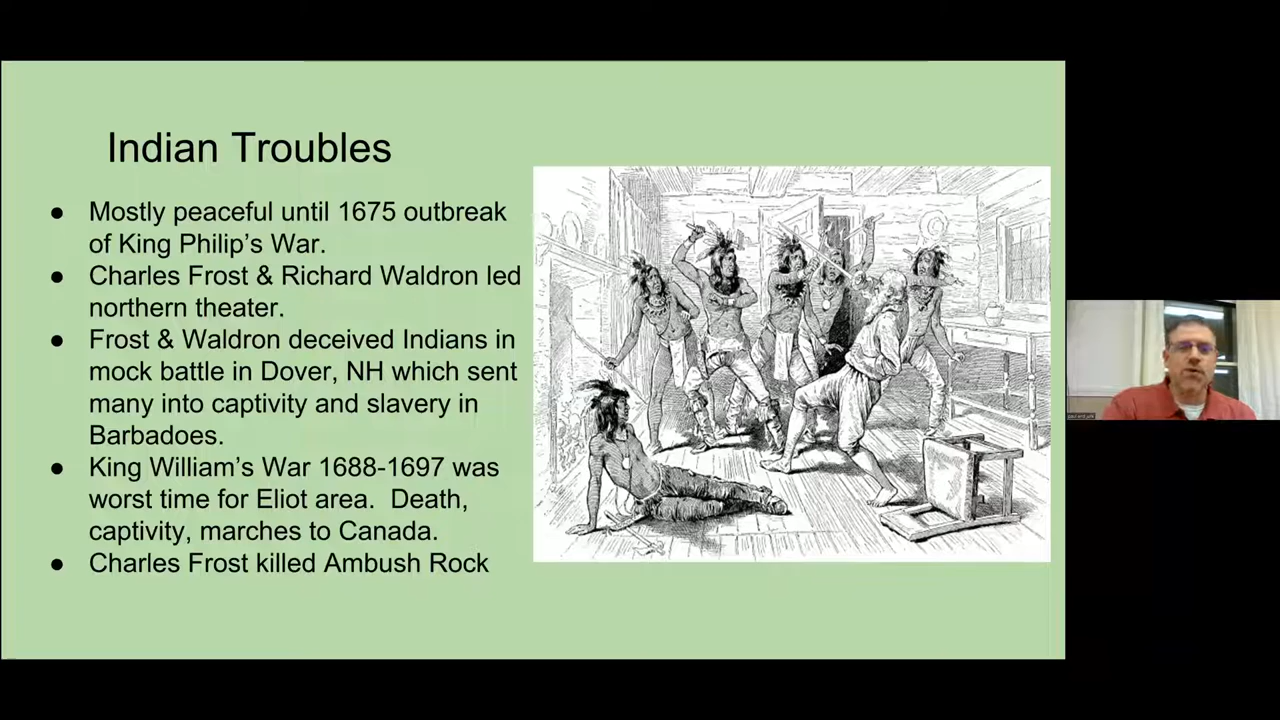 Indian Troubles
● Mostly peaceful until 1675 outbreak
of King Philip’s War.
● Charles Frost & Richard Waldron led
northern theater.
● Frost & Waldron deceived Indians in
mock battle in Dover, NH which sent
many into captivity and slavery in
Barbadoes.
● King William’s War 1688-1697 was
worst time for Eliot area.  Death,
captivity, marches to Canada.
● Charles Frost killed Ambush Rock